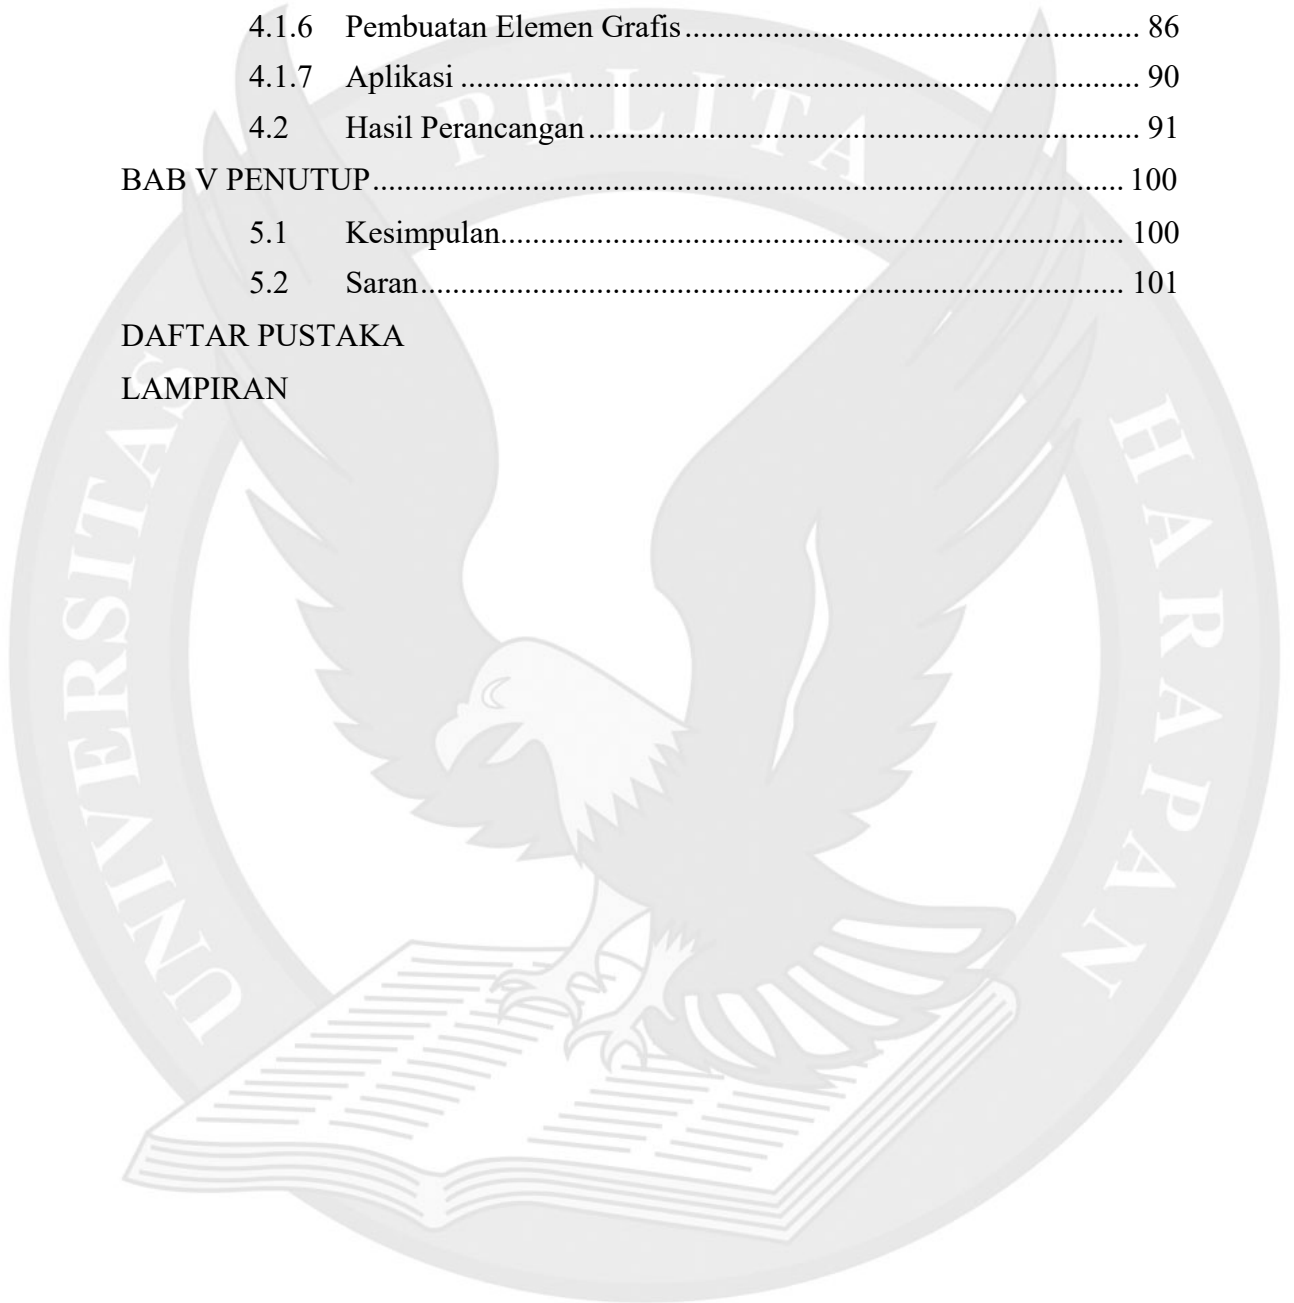 4.1.6 Pembuatan Elemen Grafis ........................................................ 86
4.1.7 Aplikasi .................................................................................... 90
4.2 Hasil Perancangan .................................................................... 91
BAB V PENUTUP ............................................................................................. 100
5.1 Kesimpulan ............................................................................. 100
5.2 Saran ....................................................................................... 101
DAFTAR PUSTAKA
LAMPIRAN
UNIVERSITAS PELITA HARAPAN